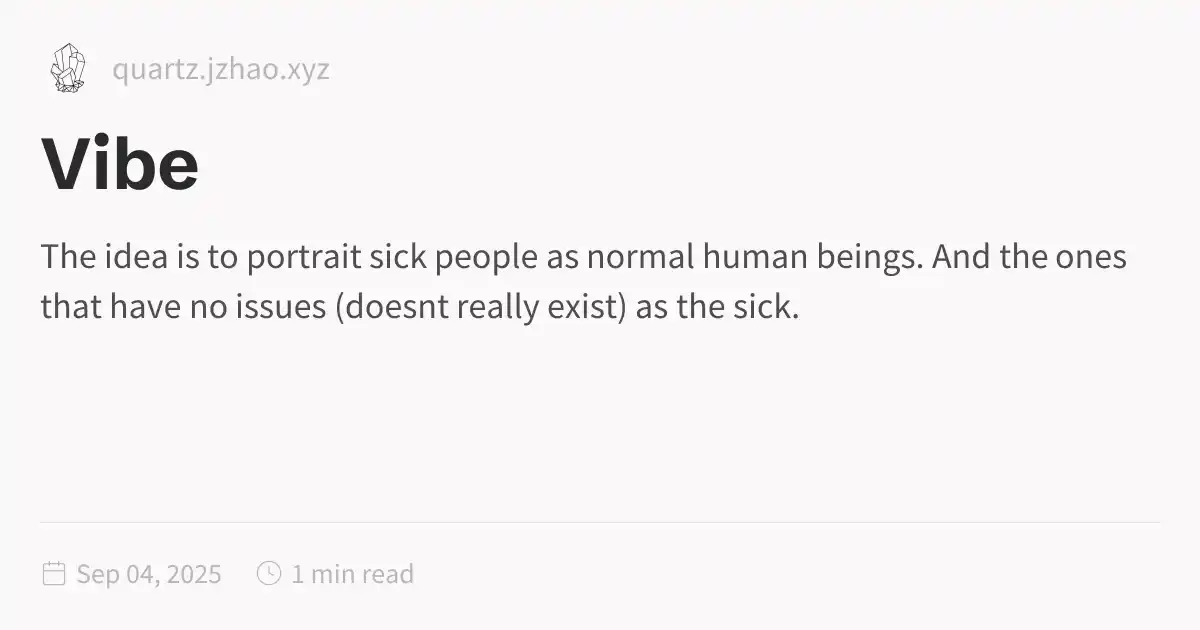 quartz.jzhao.xyz
Vibe
The idea is to portrait sick people as normal human beings. And the ones
that have no issues (doesnt really exist) as the sick.
Sep 04, 2025 1 min read